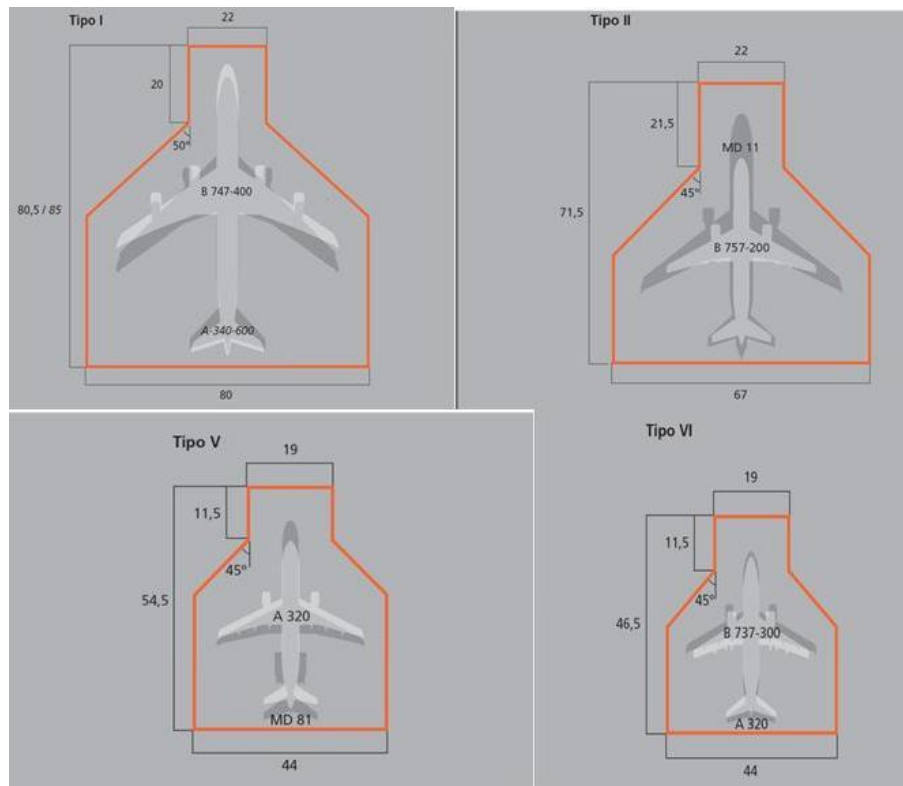 Tipo I
22
20
50°
B 747-400
80,5 / 85
A-340-600
80
Tipo II
22
21,5
MD 11
45°
71,5
B 757-200
67
Tipo V
19
11,5
45°
54,5
A 320
MD 81
44
Tipo VI
19
11,5
45°
46,5
B 737-300
A 320
44